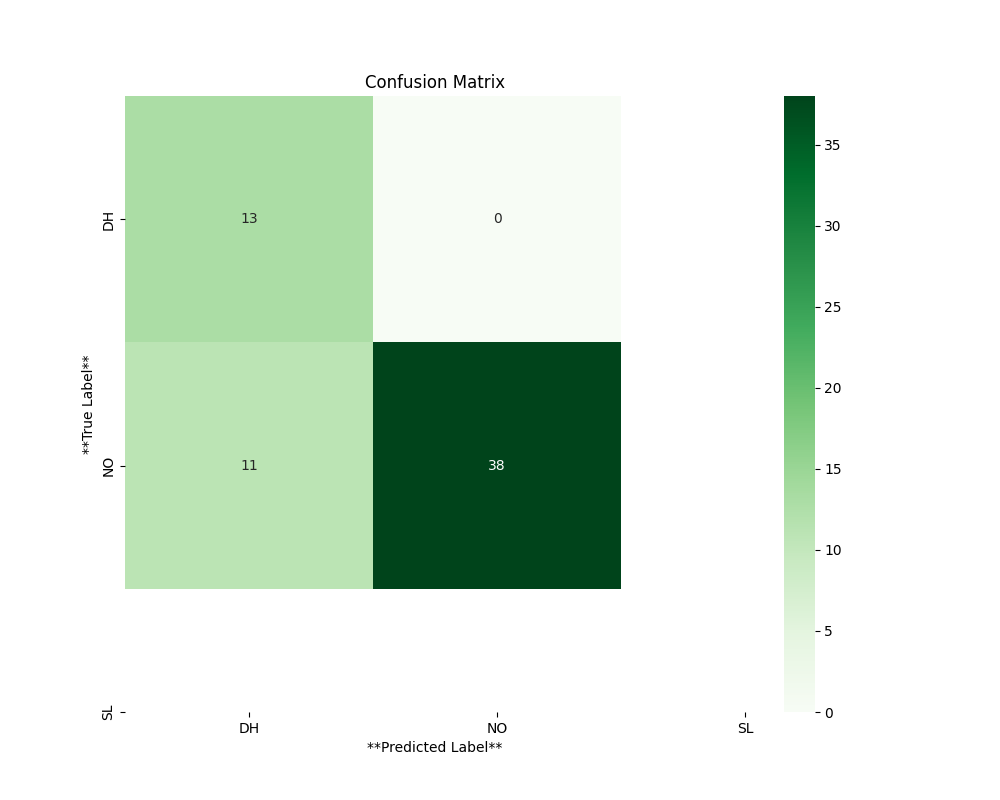 Confusion Matrix
DH
13
0
NO
11
38
SL
**True Label**
DH
NO
SL
**Predicted Label**
35
30
25
20
15
10
5
0